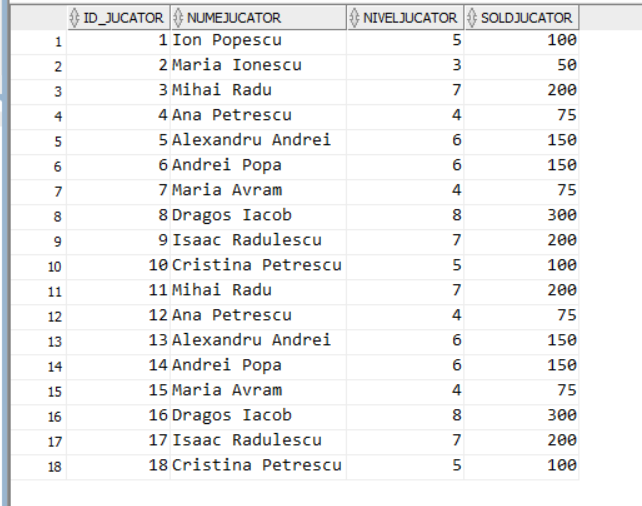 ID_JUCATOR NUMEJUCATOR NIVELJUCATOR SOLDJUCATOR
1 1 Ion Popescu 5 100
2 2 Maria Ionescu 3 50
3 3 Mihai Radu 7 200
4 4 Ana Petrescu 4 75
5 5 Alexandru Andrei 6 150
6 6 Andrei Popa 6 150
7 7 Maria Avram 4 75
8 8 Dragos Iacob 8 300
9 9 Isaac Radulescu 7 200
10 10 Cristina Petrescu 5 100
11 11 Mihai Radu 7 200
12 12 Ana Petrescu 4 75
13 13 Alexandru Andrei 6 150
14 14 Andrei Popa 6 150
15 15 Maria Avram 4 75
16 16 Dragos Iacob 8 300
17 17 Isaac Radulescu 7 200
18 18 Cristina Petrescu 5 100